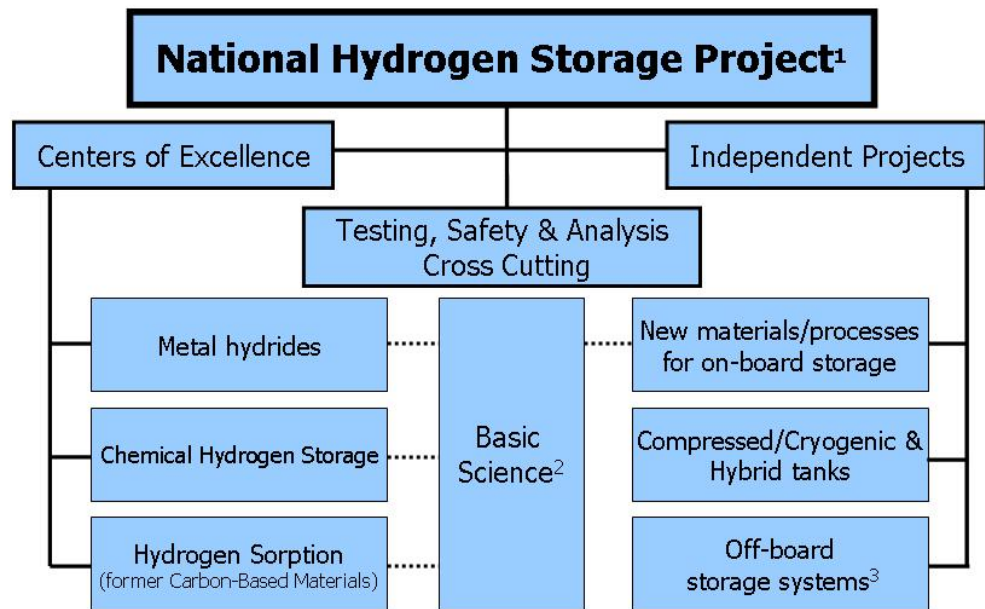 National Hydrogen Storage Project¹
Centers of Excellence
Independent Projects
Testing, Safety & Analysis
Cross Cutting
Metal hydrides
New materials/processes
for on-board storage
Chemical Hydrogen Storage
Basic
Science²
Compressed/Cryogenic &
Hybrid tanks
Hydrogen Sorption
(former Carbon-Based Materials)
Off-board
storage systems³